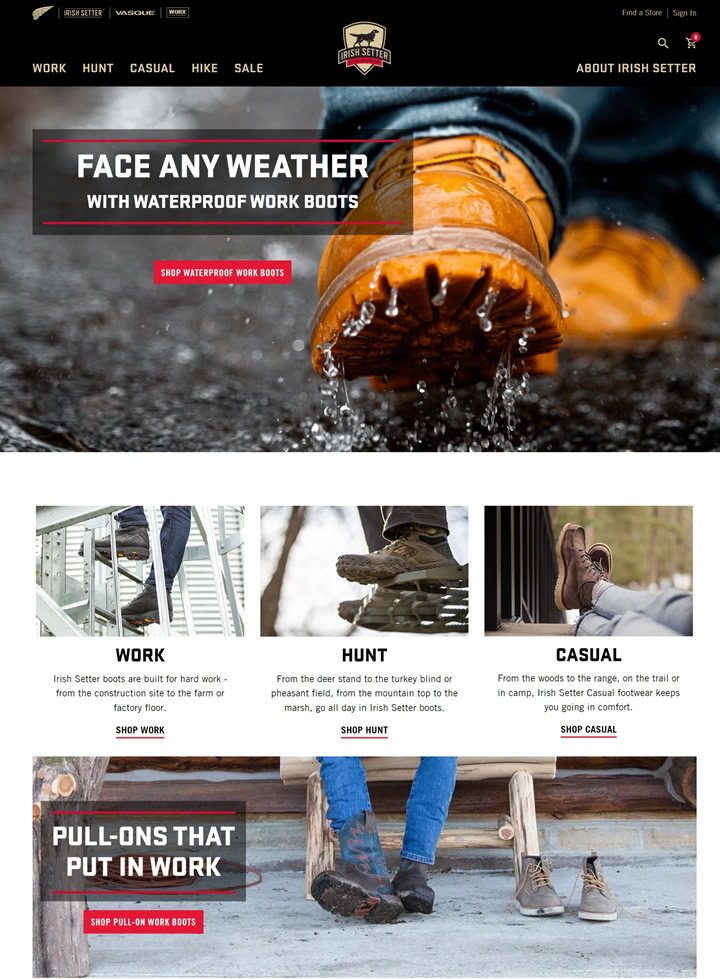 IRISH SETTER
VASQUE
WORX
Find a Store
Sign In
IRISH SETTER
WORK
HUNT
CASUAL
HIKE
SALE
ABOUT IRISH SETTER
FACE ANY WEATHER
WITH WATERPROOF WORK BOOTS
SHOP WATERPROOF WORK BOOTS
WORK
Irish Setter boots are built for hard work -
from the construction site to the farm or
factory floor.
SHOP WORK
HUNT
From the deer stand to the turkey blind or
pheasant field, from the mountain top to the
marsh, go all day in Irish Setter boots.
SHOP HUNT
CASUAL
From the woods to the range, on the trail or
in camp, Irish Setter Casual footwear keeps
you going in comfort.
SHOP CASUAL
PULL-ONS THAT
PUT IN WORK
SHOP PULL-ON WORK BOOTS